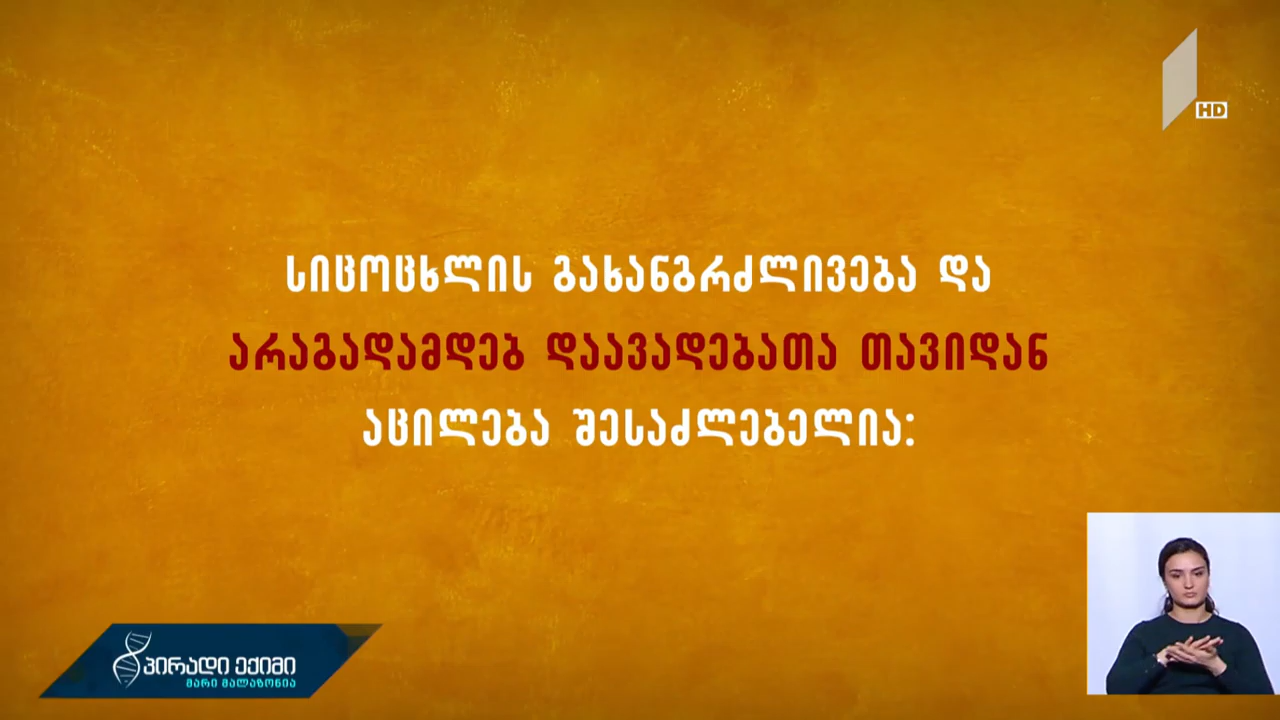 HD
სიცოცხლის გახანგრძლივება და
არაგადამდებ დაავადებათა თავიდან
აცილება შესაძლებელია:
პირადი ექიმი
მარი მალაზონია